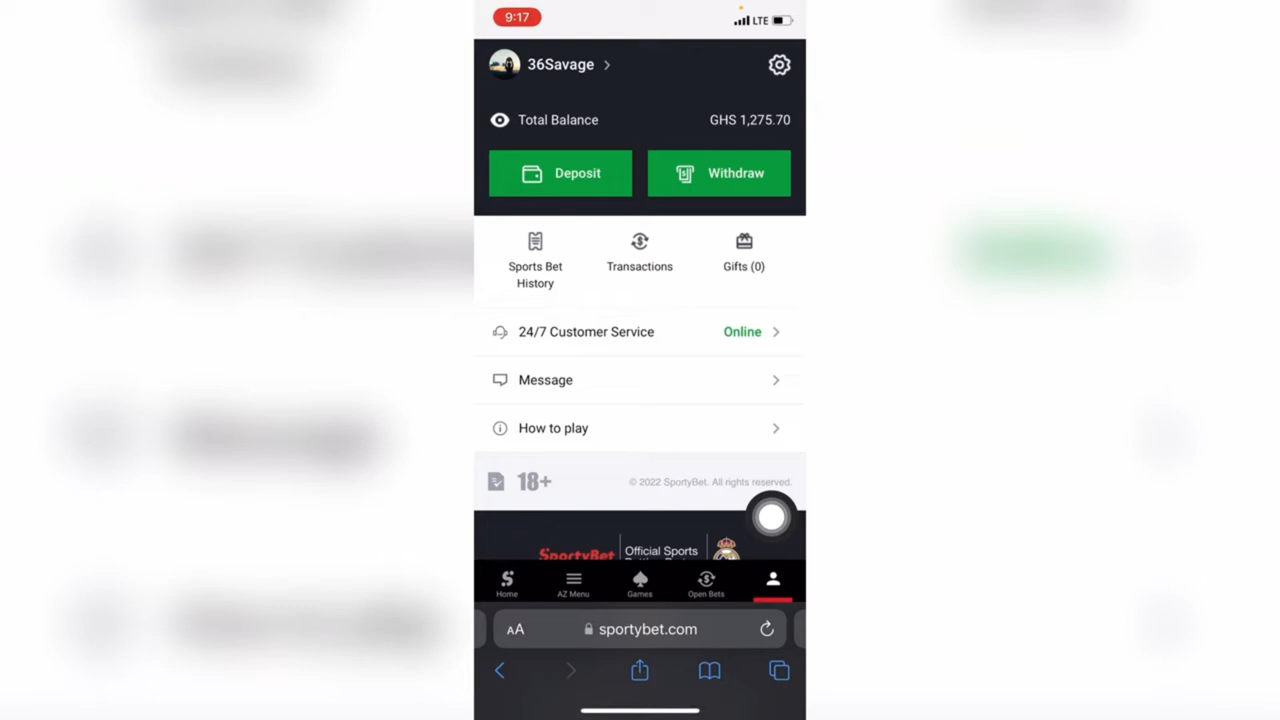 9:17
LTE
36Savage
Total Balance
GHS 1,275.70
Deposit
Withdraw
Sports Bet
History
Transactions
Gifts (0)
24/7 Customer Service
Online
Message
How to play
18+
© 2022 SportyBet. All rights reserved.
SportyBet
Official Sports
Home
AZ Menu
Games
Open Bets
AA
sportybet.com